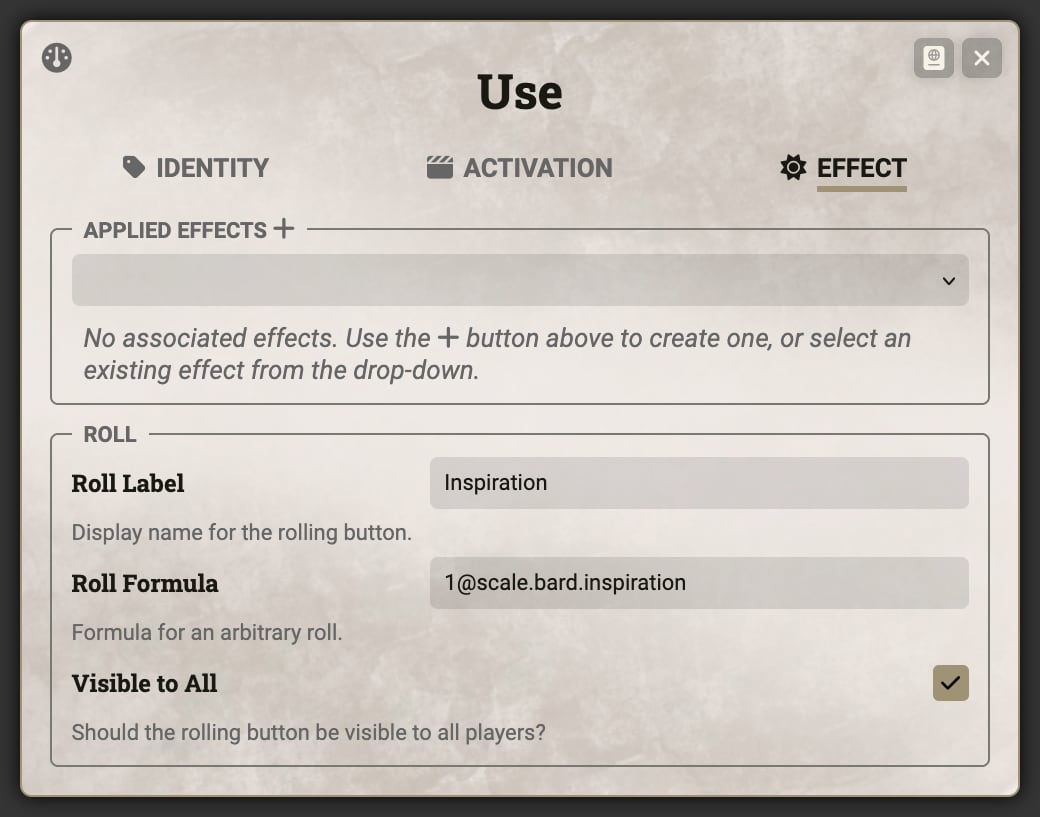 Use
IDENTITY
ACTIVATION
EFFECT
APPLIED EFFECTS +
No associated effects. Use the + button above to create one, or select an
existing effect from the drop-down.
ROLL
Roll Label
Inspiration
Display name for the rolling button.
Roll Formula
1@scale.bard.inspiration
Formula for an arbitrary roll.
Visible to All
Should the rolling button be visible to all players?